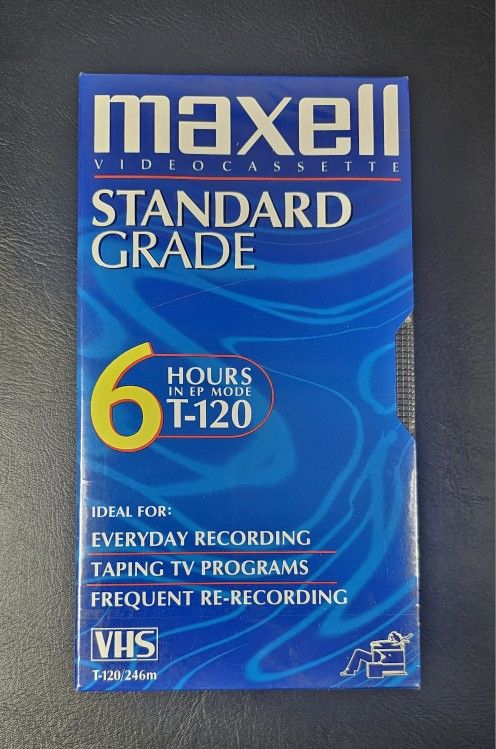 maxell
VIDEOCASSETTE
STANDARD
GRADE
6 HOURS
IN EP MODE
T-120
IDEAL FOR:
EVERYDAY RECORDING
TAPING TV PROGRAMS
FREQUENT RE-RECORDING
VHS
T-120/246m